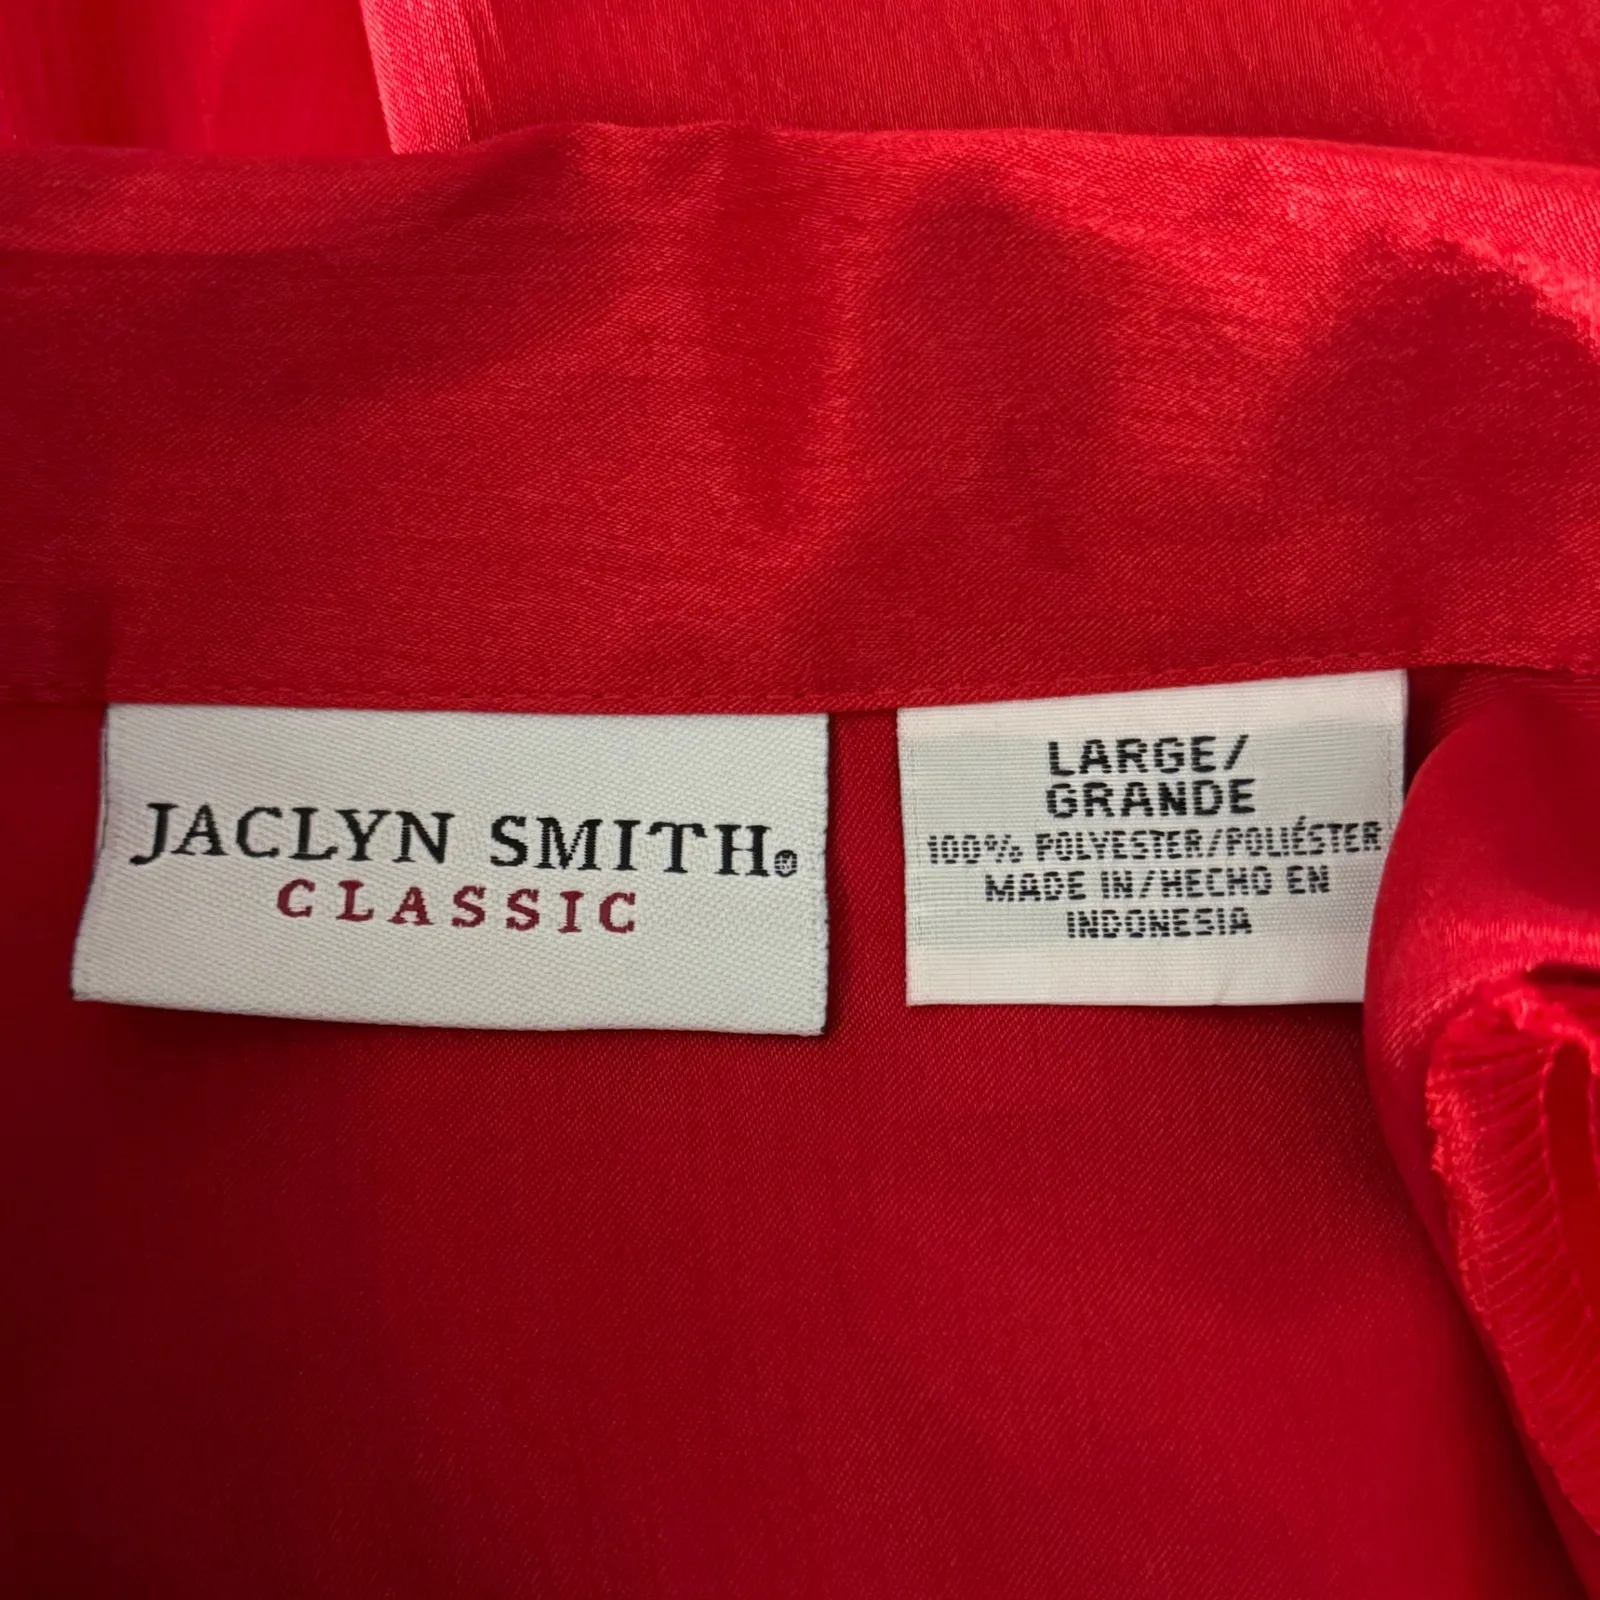 JACLYN SMITH®
CLASSIC
LARGE/
GRANDE
100% POLYESTER/POLIÉSTER
MADE IN/HECHO EN
INDONESIA